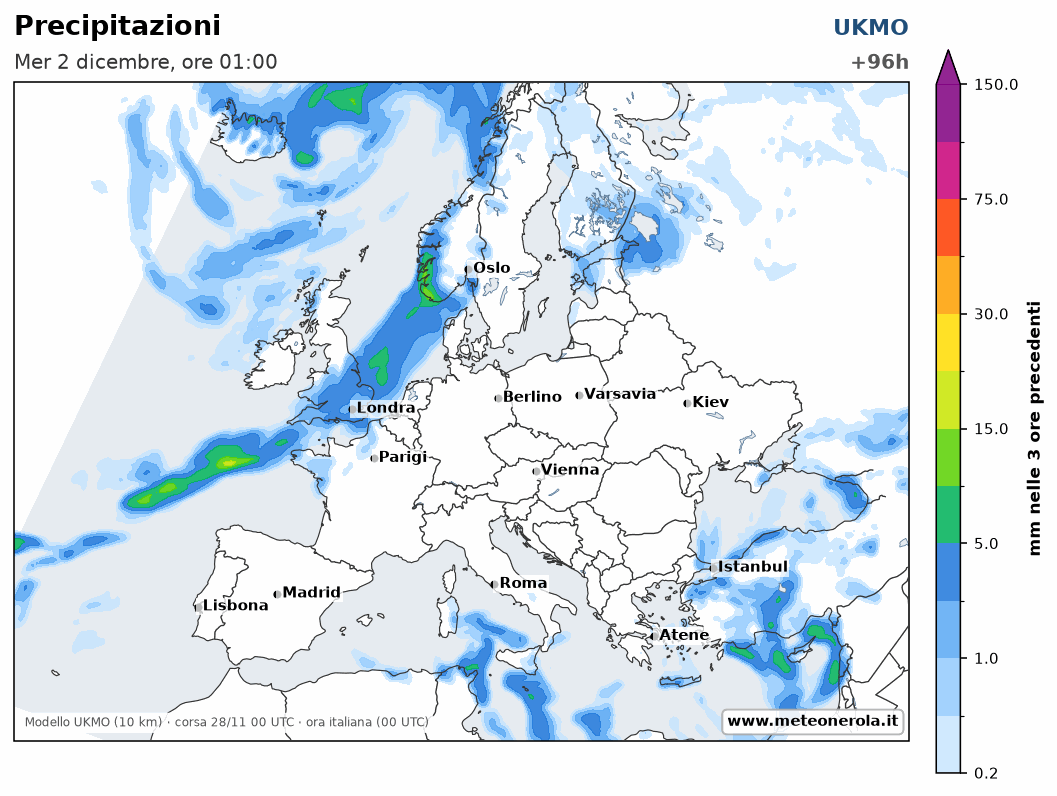 Precipitazioni
UKMO
Mer 2 dicembre, ore 01:00
+96h
150.0
75.0
30.0
15.0
5.0
1.0
0.2
mm nelle 3 ore precedenti
Oslo
Londra
Berlino
Varsavia
Kiev
Parigi
Vienna
Istanbul
Roma
Madrid
Lisbona
Atene
Modello UKMO (10 km) · corsa 28/11 00 UTC · ora italiana (00 UTC)
www.meteonerola.it